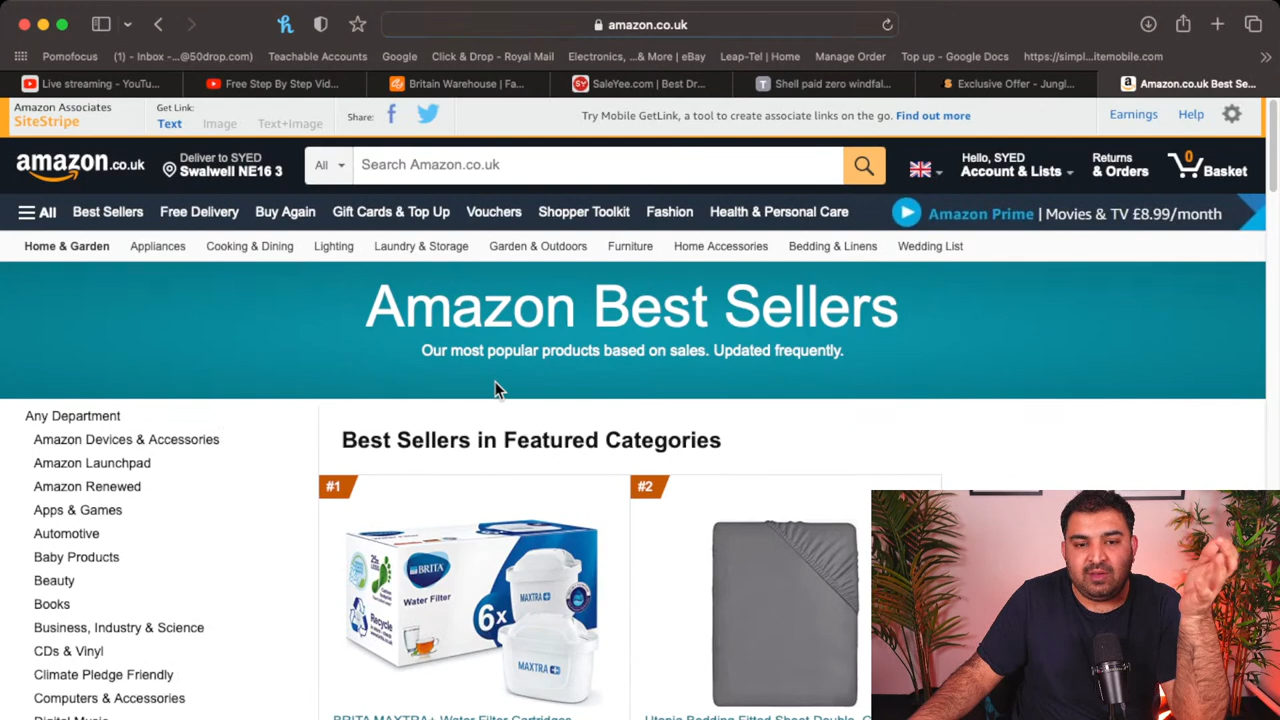 amazon.co.uk
Pomofocus
(1) - Inbox -...@50drop.com)
Teachable Accounts
Google
Click & Drop - Royal Mail
Electronics, ...& More | eBay
Leap-Tel | Home
Manage Order
Top up - Google Docs
https://simpl...itemobile.com
Live streaming - YouTu...
Free Step By Step Vid...
Britain Warehouse | Fa...
SaleYee.com | Best Dr...
Shell paid zero windfal...
Exclusive Offer - Jungl...
Amazon.co.uk Best Se...
Amazon Associates
SiteStripe
Get Link:
Text
Image
Text+Image
Share:
Try Mobile GetLink, a tool to create associate links on the go. Find out more
Earnings
Help
amazon.co.uk
Deliver to SYED
Swalwell NE16 3
All
Search Amazon.co.uk
Hello, SYED
Account & Lists
Returns
& Orders
0
Basket
All
Best Sellers
Free Delivery
Buy Again
Gift Cards & Top Up
Vouchers
Shopper Toolkit
Fashion
Health & Personal Care
Amazon Prime | Movies & TV £8.99/month
Home & Garden
Appliances
Cooking & Dining
Lighting
Laundry & Storage
Garden & Outdoors
Furniture
Home Accessories
Bedding & Linens
Wedding List
Amazon Best Sellers
Our most popular products based on sales. Updated frequently.
Any Department
Amazon Devices & Accessories
Amazon Launchpad
Amazon Renewed
Apps & Games
Automotive
Baby Products
Beauty
Books
Business, Industry & Science
CDs & Vinyl
Climate Pledge Friendly
Computers & Accessories
Digital Music
Best Sellers in Featured Categories
#1
BRITA
Water Filter
6x
Recycle
MAXTRA+
MAXTRA+
BRITA MAXTRA+ Water Filter Cartridges
#2
Utopia Bedding Fitted Sheet Double, G